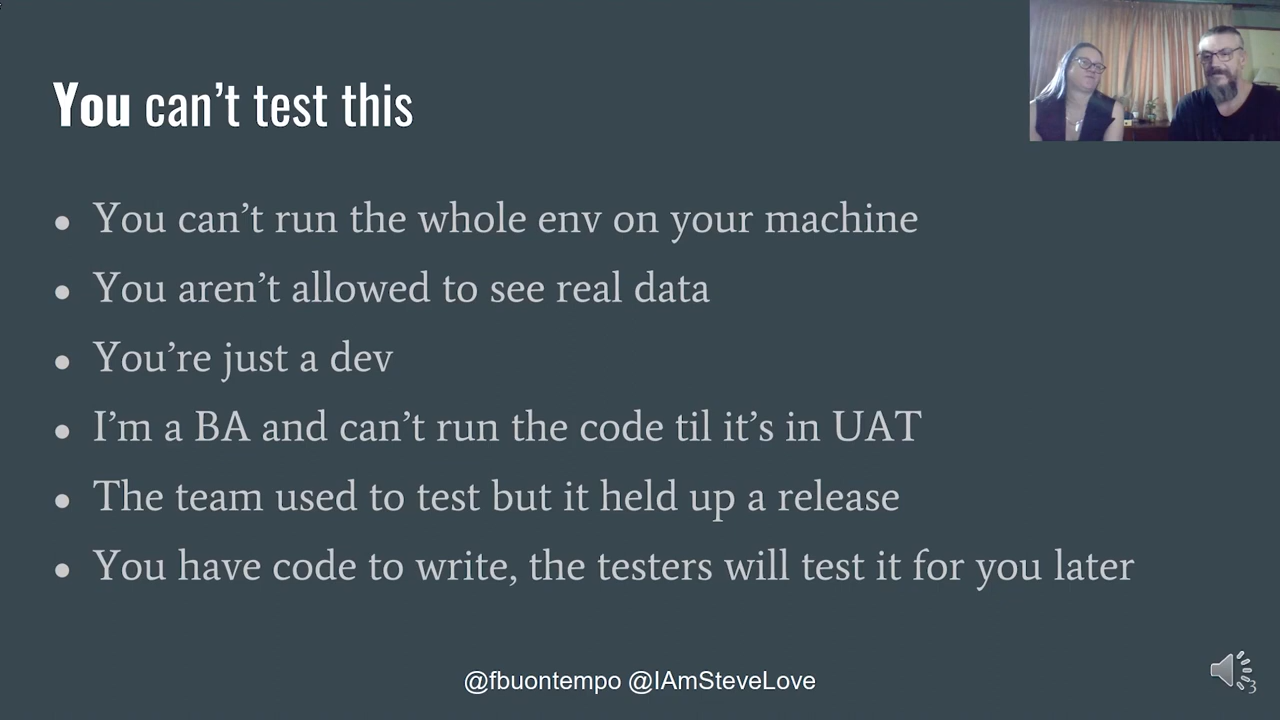 You can’t test this
• You can’t run the whole env on your machine
• You aren’t allowed to see real data
• You’re just a dev
• I’m a BA and can’t run the code til it’s in UAT
• The team used to test but it held up a release
• You have code to write, the testers will test it for you later
@fbuontempo @IAmSteveLove
3